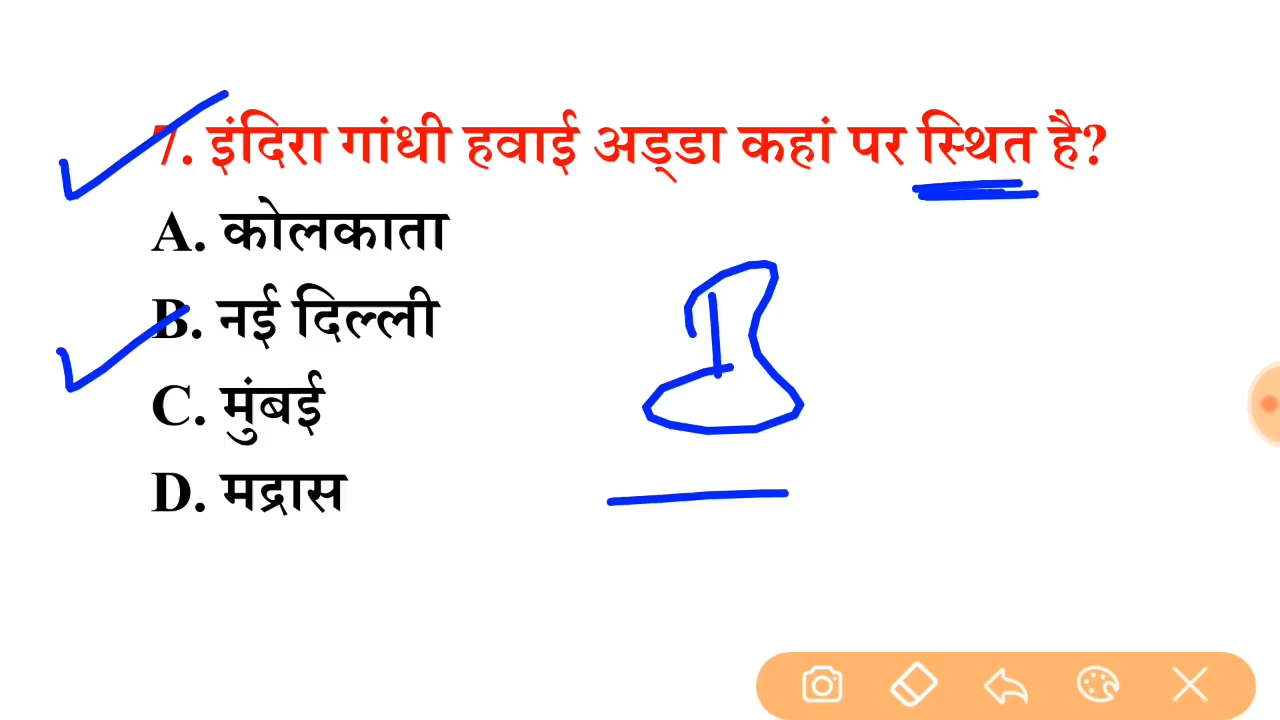 7. इंदिरा गांधी हवाई अड्डा कहां पर स्थित है?
A. कोलकाता
B. नई दिल्ली
C. मुंबई
D. मद्रास